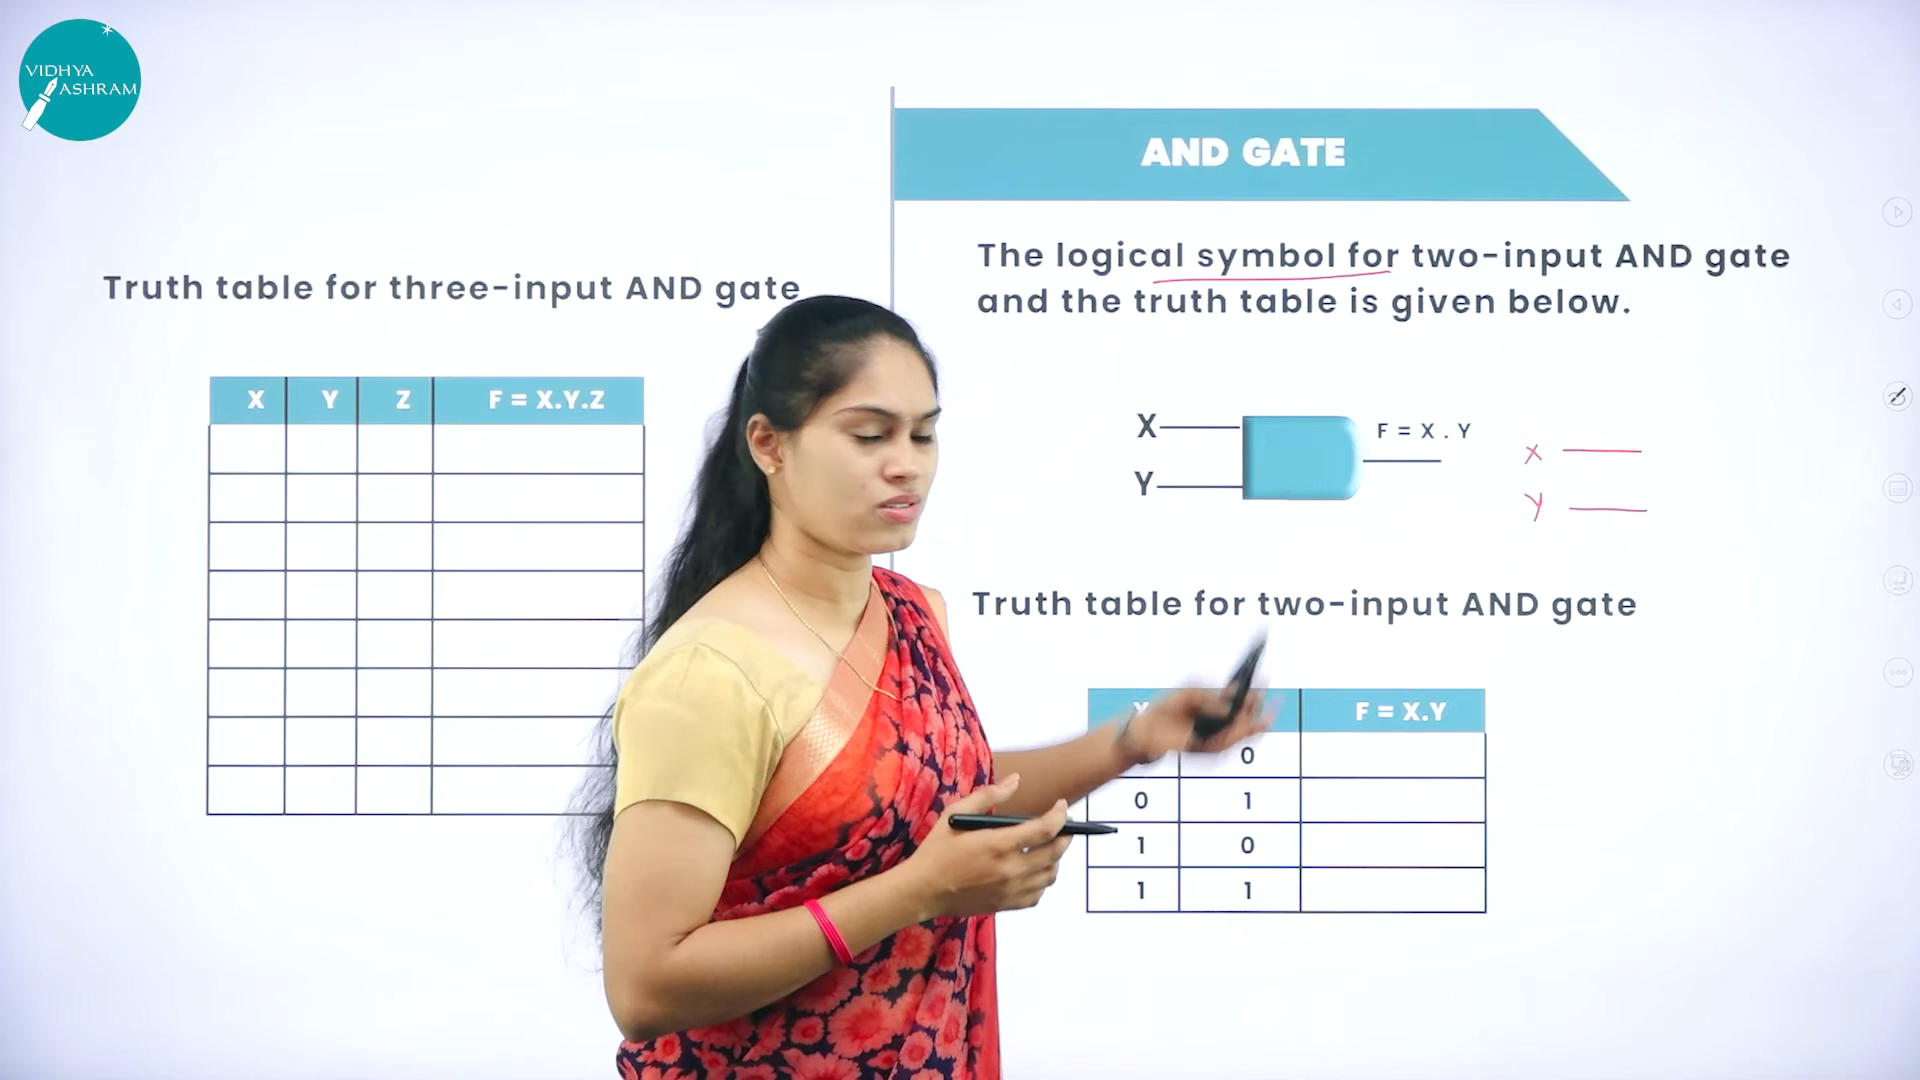 VIDHYA
ASHRAM
AND GATE
The logical symbol for two-input AND gate
and the truth table is given below.
Truth table for three-input AND gate
X Y Z F = X.Y.Z
X
Y
F = X . Y
X
Y
Truth table for two-input AND gate
F = X.Y
0
0 1
1 0
1 1